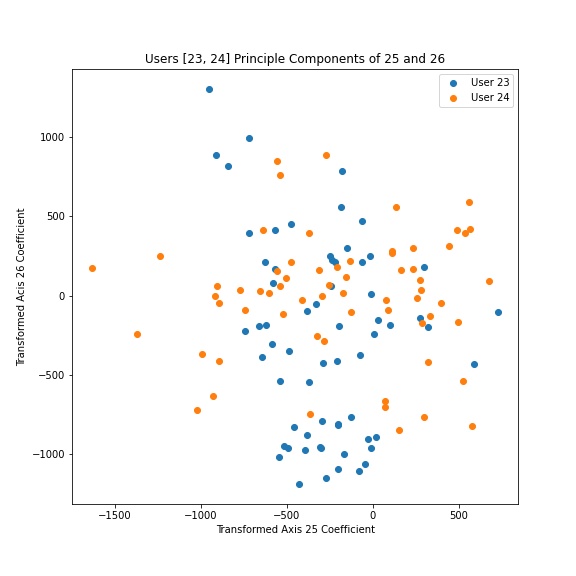 Users [23, 24] Principle Components of 25 and 26
User 23
User 24
1000
500
0
−500
−1000
Transformed Acis 26 Coefficient
−1500
−1000
−500
0
500
Transformed Axis 25 Coefficient